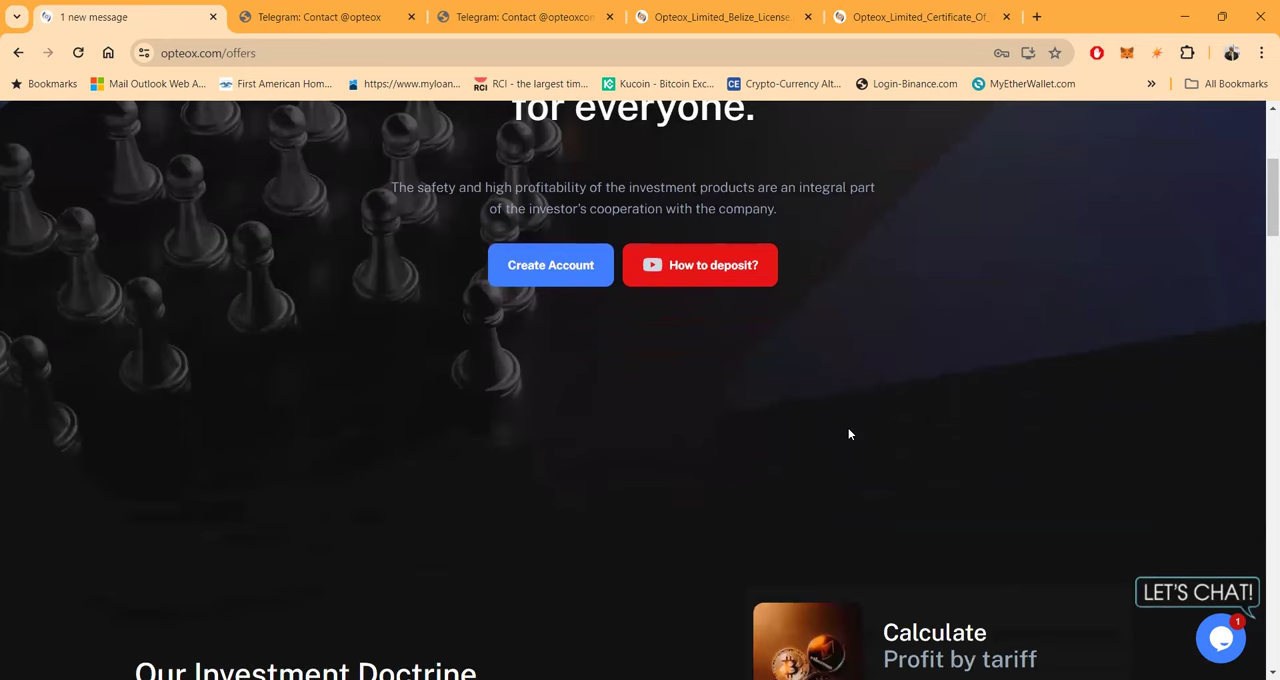 1 new message
Telegram: Contact @opteox
Telegram: Contact @opteoxcon
Opteox_Limited_Belize_License.
Opteox_Limited_Certificate_Of_
opteox.com/offers
Bookmarks
Mail Outlook Web A...
First American Hom...
https://www.myloan...
RCI - the largest tim...
Kucoin - Bitcoin Exc...
Crypto-Currency Alt...
Login-Binance.com
MyEtherWallet.com
All Bookmarks
for everyone.
The safety and high profitability of the investment products are an integral part
of the investor's cooperation with the company.
Create Account
How to deposit?
LET'S CHAT!
1
Calculate
Profit by tariff
Our Investment Doctrine